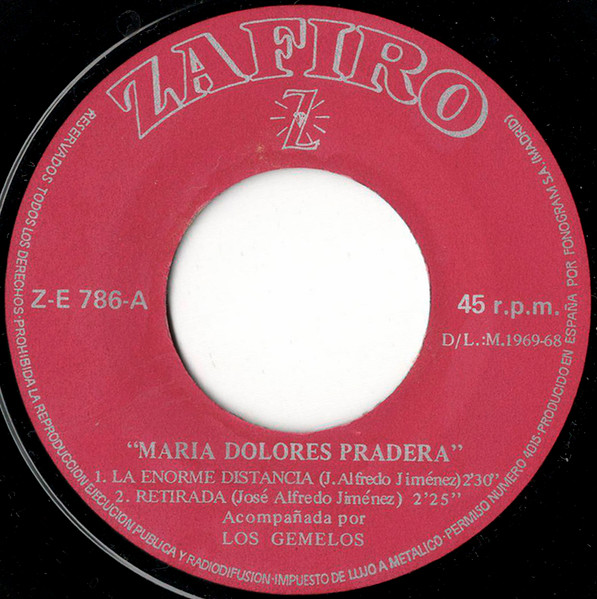 ZAFIRO
Z
Z-E 786-A
45 r.p.m.
D/L.:M.1969-68
"MARIA DOLORES PRADERA"
1. LA ENORME DISTANCIA (J. Alfredo Jiménez) 2'30"
2. RETIRADA (José Alfredo Jiménez) 2'25"
Acompañada por
LOS GEMELOS
RESERVADOS TODOS LOS DERECHOS·PROHIBIDA LA REPRODUCCION EJECUCION PUBLICA Y RADIODIFUSION·IMPUESTO DE LUJO A METALICO·PERMISO NUMERO 4015·PRODUCIDO EN ESPAÑA POR FONOGRAM S.A. (MADRID)